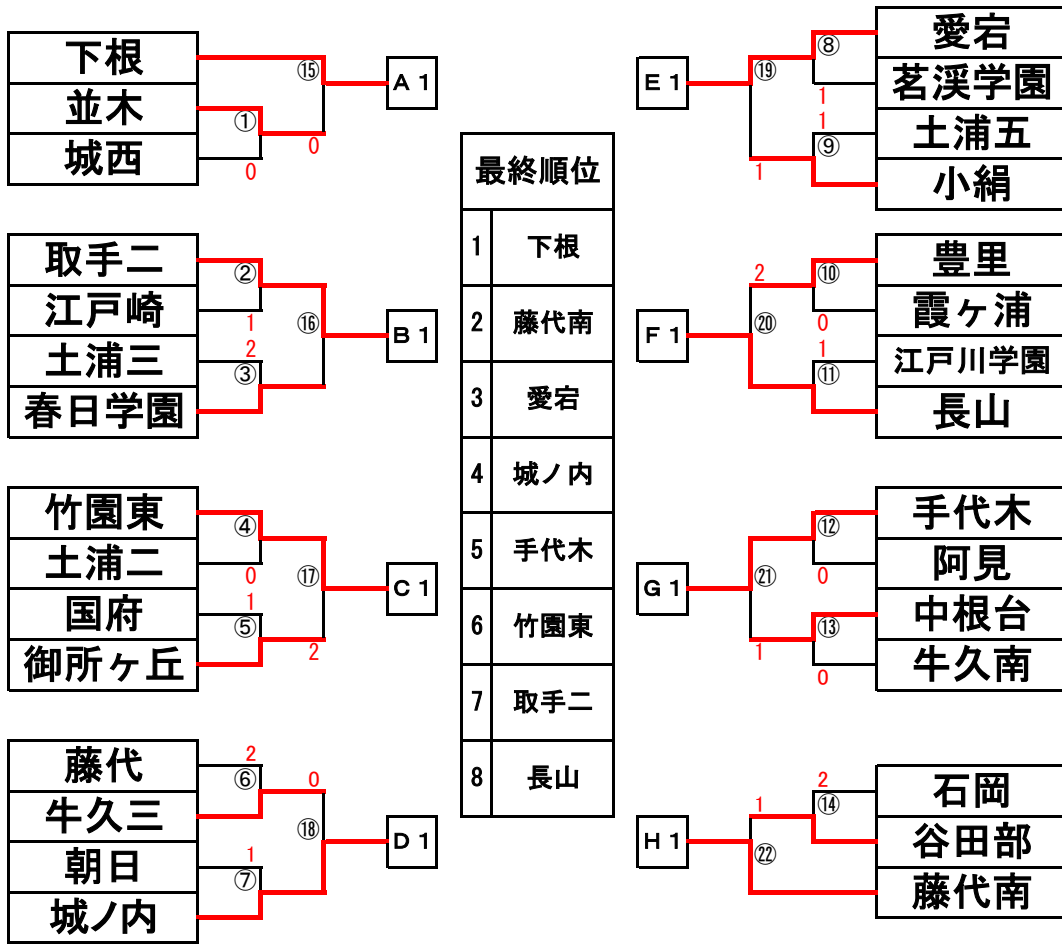 下根
並木
城西
①
0
⑮
0
A1
取手二
江戸崎
土浦三
春日学園
②
1
2
③
⑯
B1
竹園東
土浦二
国府
御所ヶ丘
④
0
1
⑤
⑰
2
C1
藤代
牛久三
朝日
城ノ内
2
⑥
1
⑦
0
⑱
D1
最終順位
1 下根
2 藤代南
3 愛宕
4 城ノ内
5 手代木
6 竹園東
7 取手二
8 長山
E1
⑲
1
⑧
1
1
⑨
愛宕
茗渓学園
土浦五
小絹
F1
2
⑳
⑩
0
1
⑪
豊里
霞ヶ浦
江戸川学園
長山
G1
㉑
1
⑫
0
⑬
0
手代木
阿見
中根台
牛久南
H1
1
㉒
2
⑭
石岡
谷田部
藤代南